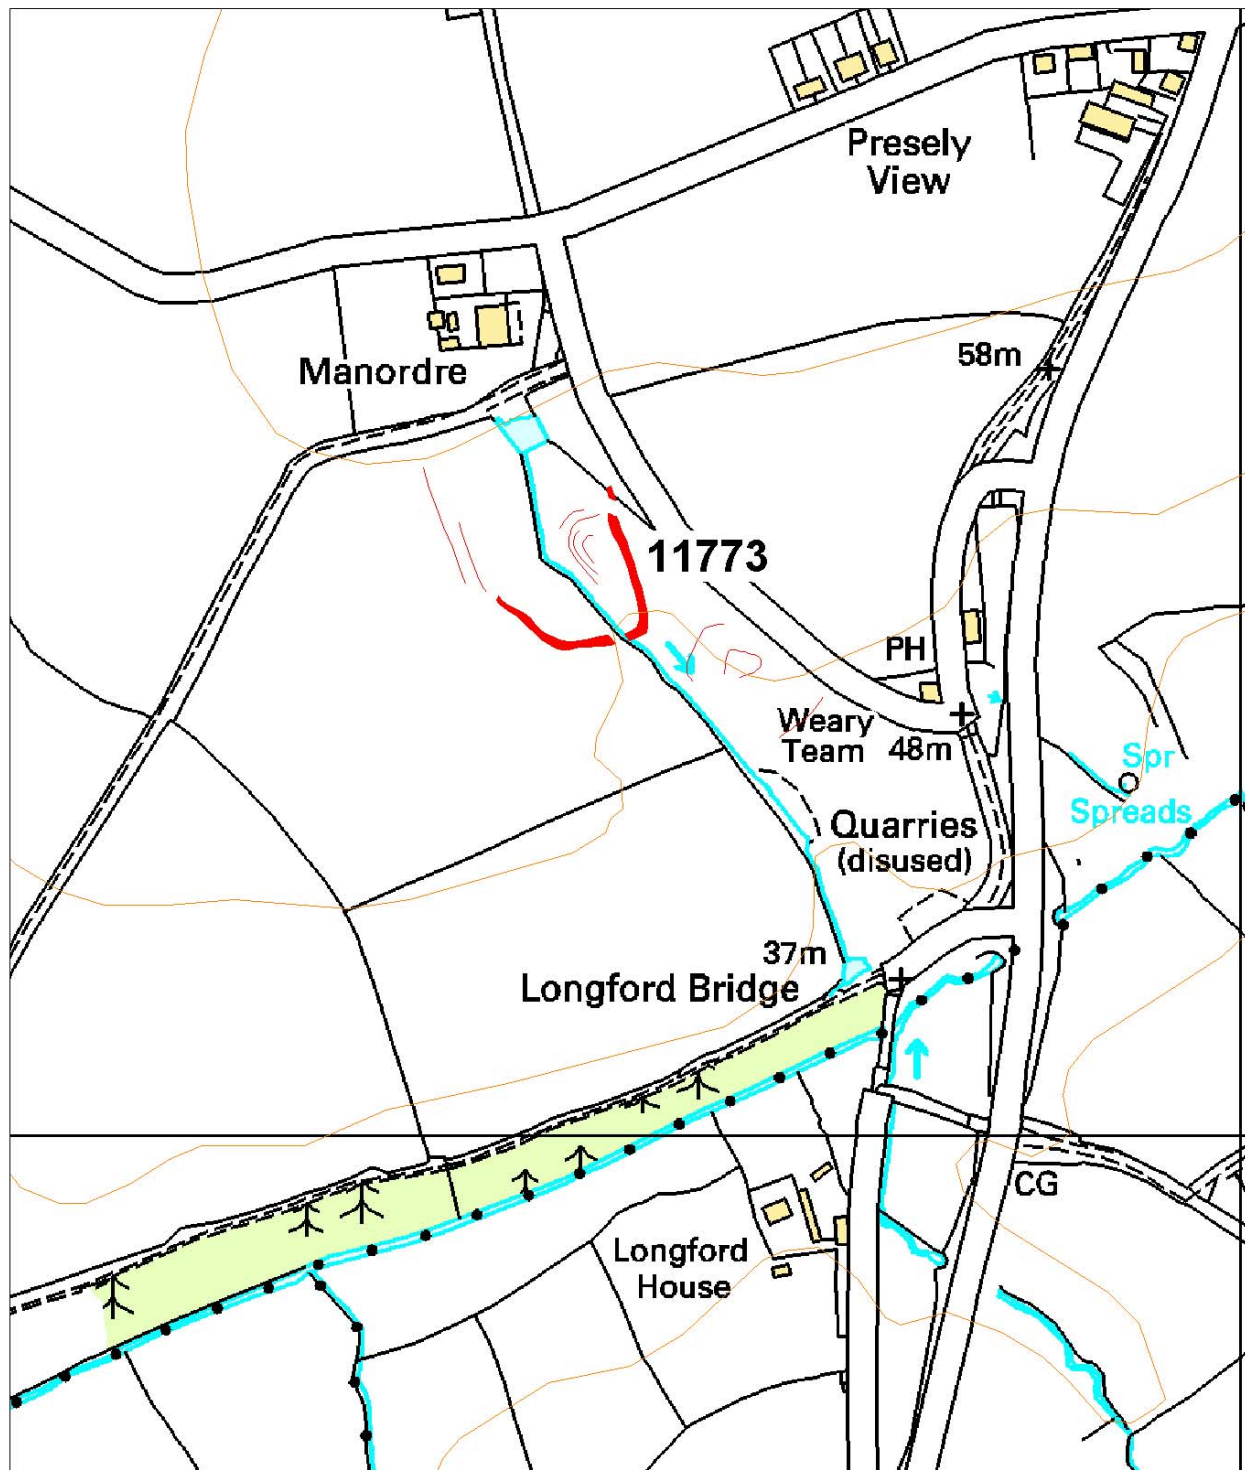 Presely
View
58m
Manordre
11773
PH
Weary
Team
48m
Spr
Spreads
Quarries
(disused)
37m
Longford Bridge
CG
Longford
House